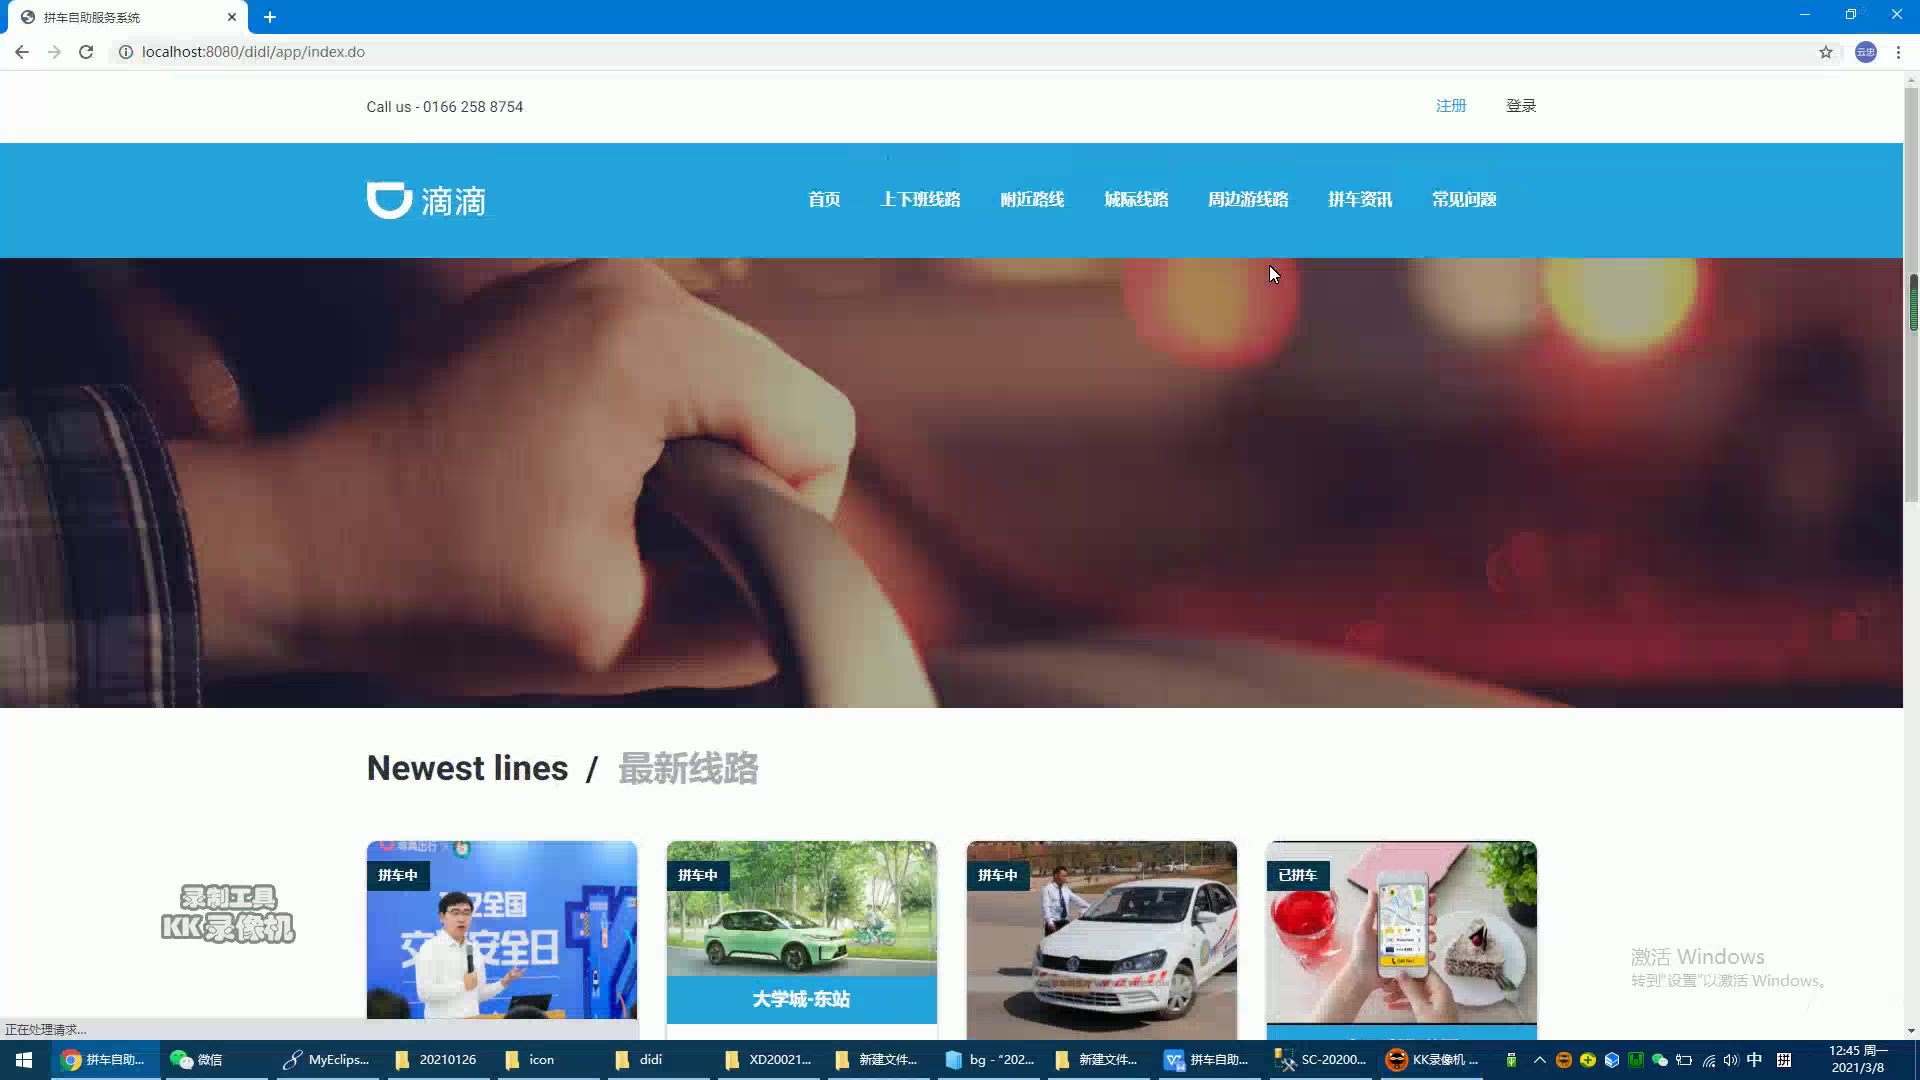 拼车自助服务系统
localhost:8080/didi/app/index.do
云忠
Call us - 0166 258 8754
注册
登录
滴滴
首页
上下班线路
附近路线
城际线路
周边游线路
拼车资讯
常见问题
Newest lines / 最新线路
拼车中
拼车中
拼车中
已拼车
全国
交
安全日
大学城-东站
录制工具
KK录像机
激活 Windows
转到"设置"以激活 Windows。
正在处理请求...
拼车自助...
微信
MyEclips...
20210126
icon
didi
XD20021...
新建文件...
bg - "202...
新建文件...
拼车自助...
SC-20200...
KK录像机 ...
中
拼
12:45 周一
2021/3/8